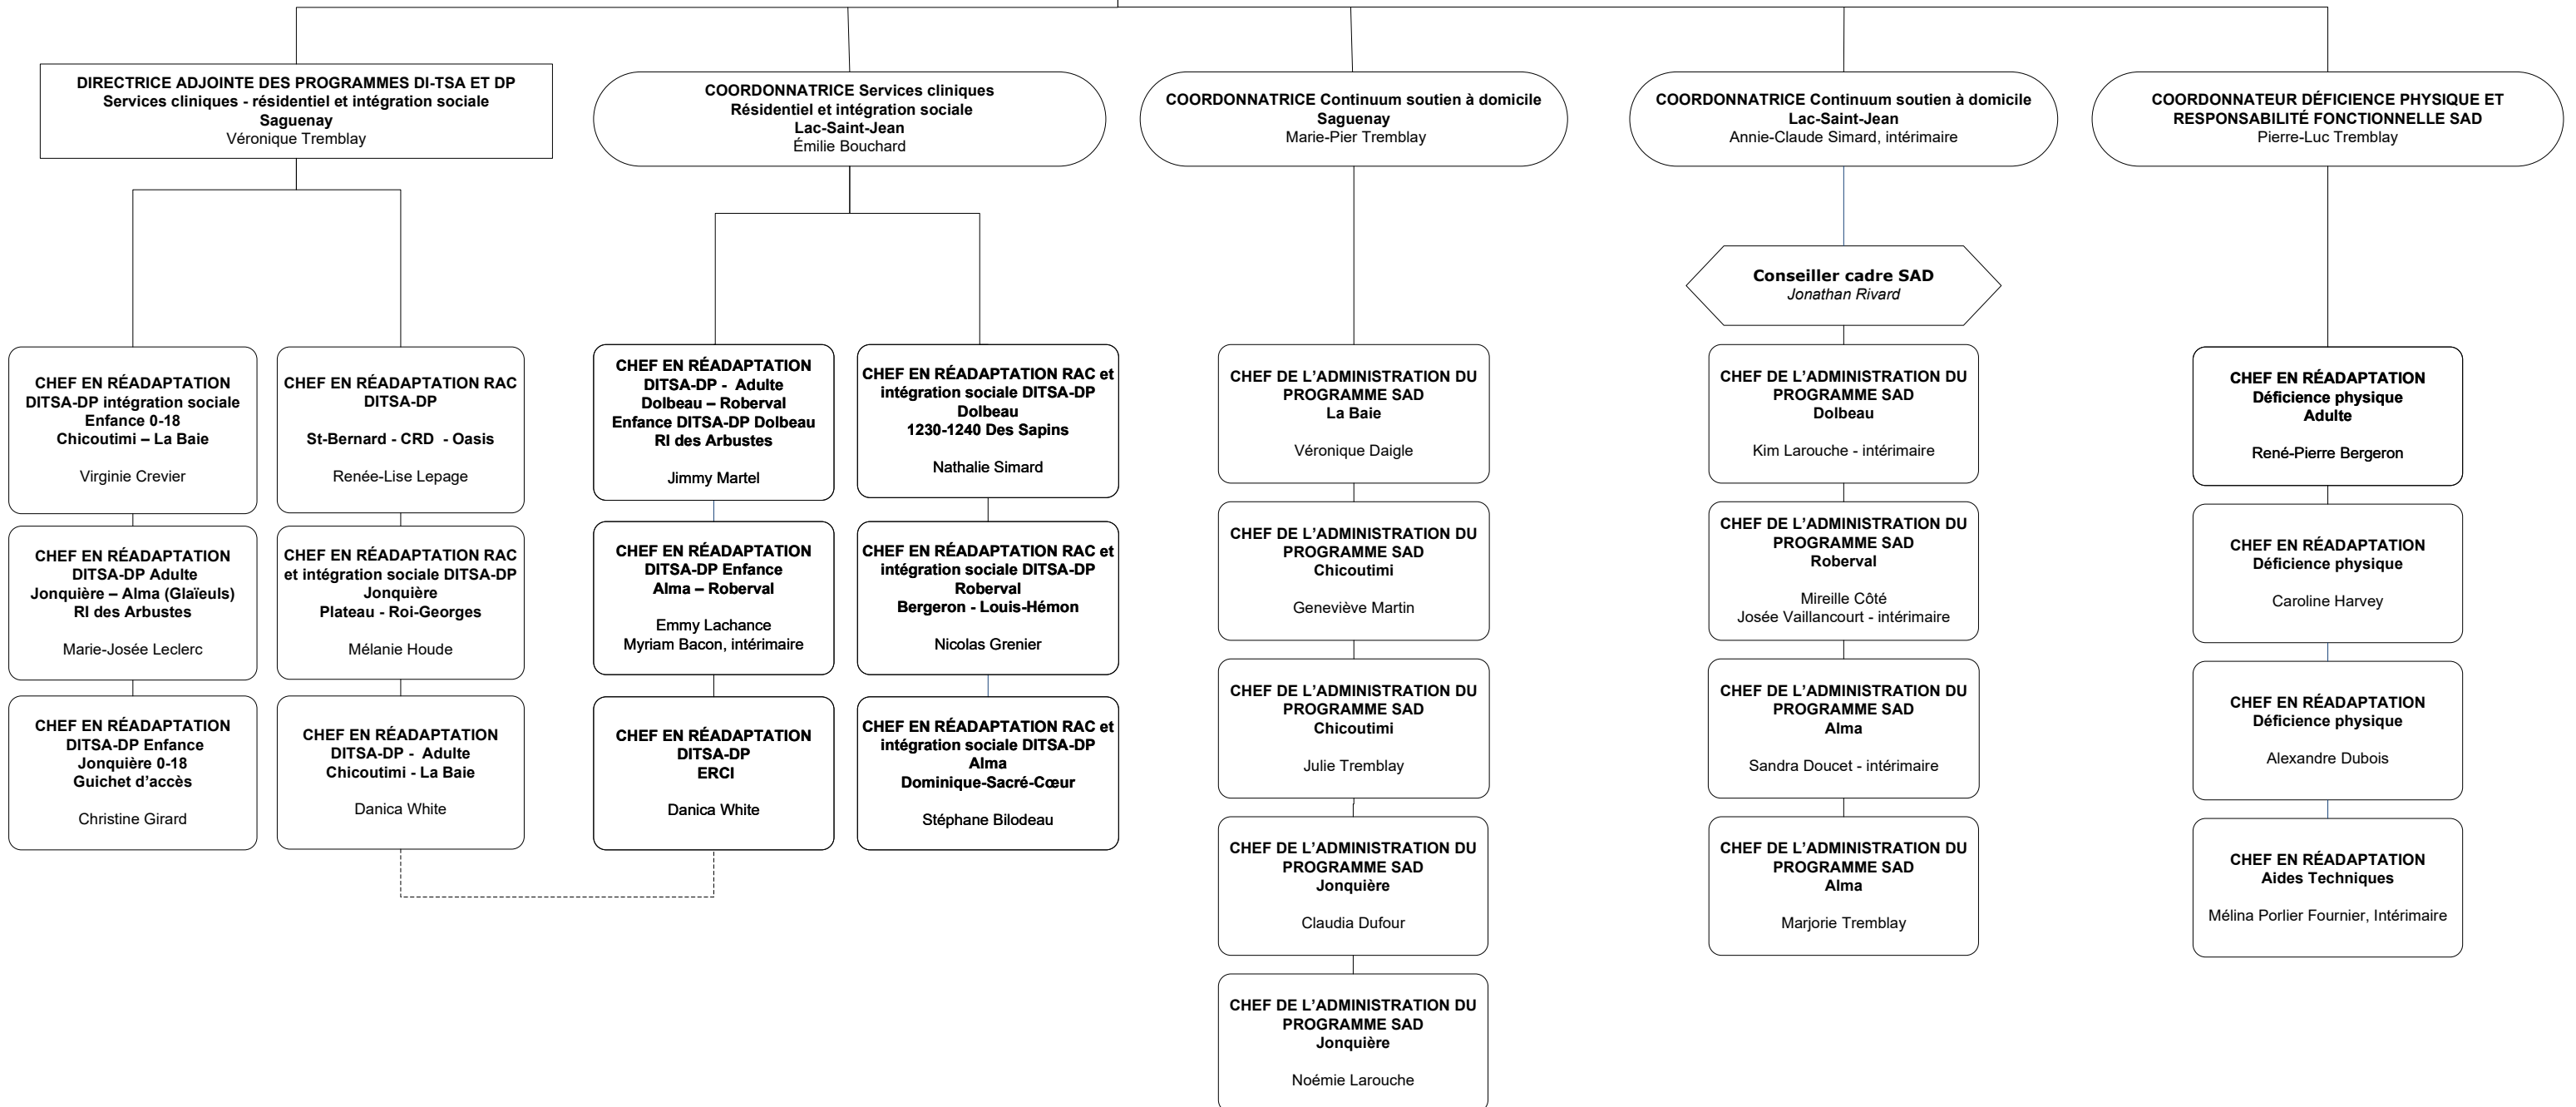 DIRECTRICE ADJOINTE DES PROGRAMMES DI-TSA ET DP
Services cliniques - résidentiel et intégration sociale
Saguenay
Véronique Tremblay
COORDONNATRICE Services cliniques
Résidentiel et intégration sociale
Lac-Saint-Jean
Émilie Bouchard
COORDONNATRICE Continuum soutien à domicile
Saguenay
Marie-Pier Tremblay
COORDONNATRICE Continuum soutien à domicile
Lac-Saint-Jean
Annie-Claude Simard, intérimaire
COORDONNATEUR DÉFICIENCE PHYSIQUE ET
RESPONSABILITÉ FONCTIONNELLE SAD
Pierre-Luc Tremblay
Conseiller cadre SAD
Jonathan Rivard
CHEF EN RÉADAPTATION
DITSA-DP intégration sociale
Enfance 0-18
Chicoutimi – La Baie
Virginie Crevier
CHEF EN RÉADAPTATION RAC
DITSA-DP
St-Bernard - CRD - Oasis
Renée-Lise Lepage
CHEF EN RÉADAPTATION
DITSA-DP - Adulte
Dolbeau – Roberval
Enfance DITSA-DP Dolbeau
RI des Arbustes
Jimmy Martel
CHEF EN RÉADAPTATION RAC et
intégration sociale DITSA-DP
Dolbeau
1230-1240 Des Sapins
Nathalie Simard
CHEF DE L’ADMINISTRATION DU
PROGRAMME SAD
La Baie
Véronique Daigle
CHEF DE L’ADMINISTRATION DU
PROGRAMME SAD
Dolbeau
Kim Larouche - intérimaire
CHEF EN RÉADAPTATION
Déficience physique
Adulte
René-Pierre Bergeron
CHEF EN RÉADAPTATION
DITSA-DP Adulte
Jonquière – Alma (Glaïeuls)
RI des Arbustes
Marie-Josée Leclerc
CHEF EN RÉADAPTATION RAC
et intégration sociale DITSA-DP
Jonquière
Plateau - Roi-Georges
Mélanie Houde
CHEF EN RÉADAPTATION
DITSA-DP Enfance
Alma – Roberval
Emmy Lachance
Myriam Bacon, intérimaire
CHEF EN RÉADAPTATION RAC et
intégration sociale DITSA-DP
Roberval
Bergeron - Louis-Hémon
Nicolas Grenier
CHEF DE L’ADMINISTRATION DU
PROGRAMME SAD
Chicoutimi
Geneviève Martin
CHEF DE L’ADMINISTRATION DU
PROGRAMME SAD
Roberval
Mireille Côté
Josée Vaillancourt - intérimaire
CHEF EN RÉADAPTATION
Déficience physique
Caroline Harvey
CHEF EN RÉADAPTATION
DITSA-DP Enfance
Jonquière 0-18
Guichet d’accès
Christine Girard
CHEF EN RÉADAPTATION
DITSA-DP - Adulte
Chicoutimi - La Baie
Danica White
CHEF EN RÉADAPTATION
DITSA-DP
ERCI
Danica White
CHEF EN RÉADAPTATION RAC et
intégration sociale DITSA-DP
Alma
Dominique-Sacré-Cœur
Stéphane Bilodeau
CHEF DE L’ADMINISTRATION DU
PROGRAMME SAD
Chicoutimi
Julie Tremblay
CHEF DE L’ADMINISTRATION DU
PROGRAMME SAD
Alma
Sandra Doucet - intérimaire
CHEF EN RÉADAPTATION
Déficience physique
Alexandre Dubois
CHEF DE L’ADMINISTRATION DU
PROGRAMME SAD
Jonquière
Claudia Dufour
CHEF DE L’ADMINISTRATION DU
PROGRAMME SAD
Alma
Marjorie Tremblay
CHEF EN RÉADAPTATION
Aides Techniques
Mélina Porlier Fournier, Intérimaire
CHEF DE L’ADMINISTRATION DU
PROGRAMME SAD
Jonquière
Noémie Larouche